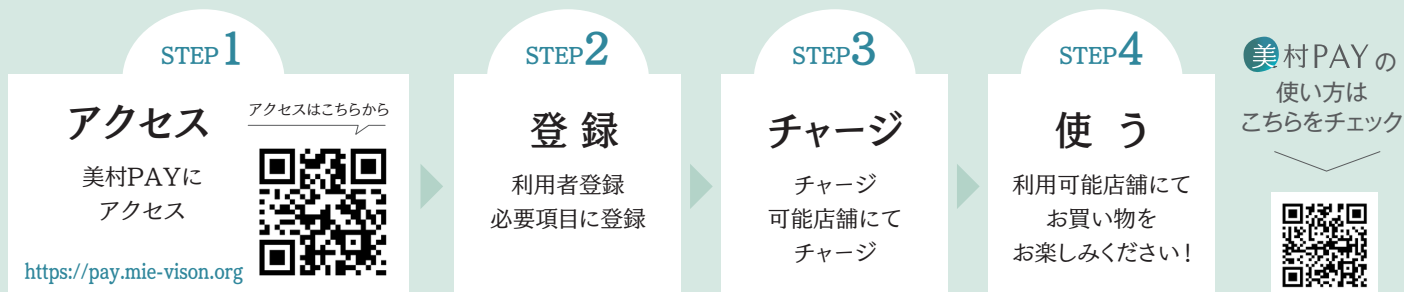 STEP1
アクセス
アクセスはこちらから
美村PAYに
アクセス
https://pay.mie-vison.org
STEP2
登録
利用者登録
必要項目に登録
STEP3
チャージ
チャージ
可能店舗にて
チャージ
STEP4
使う
利用可能店舗にて
お買い物を
お楽しみください!
美村PAYの
使い方は
こちらをチェック